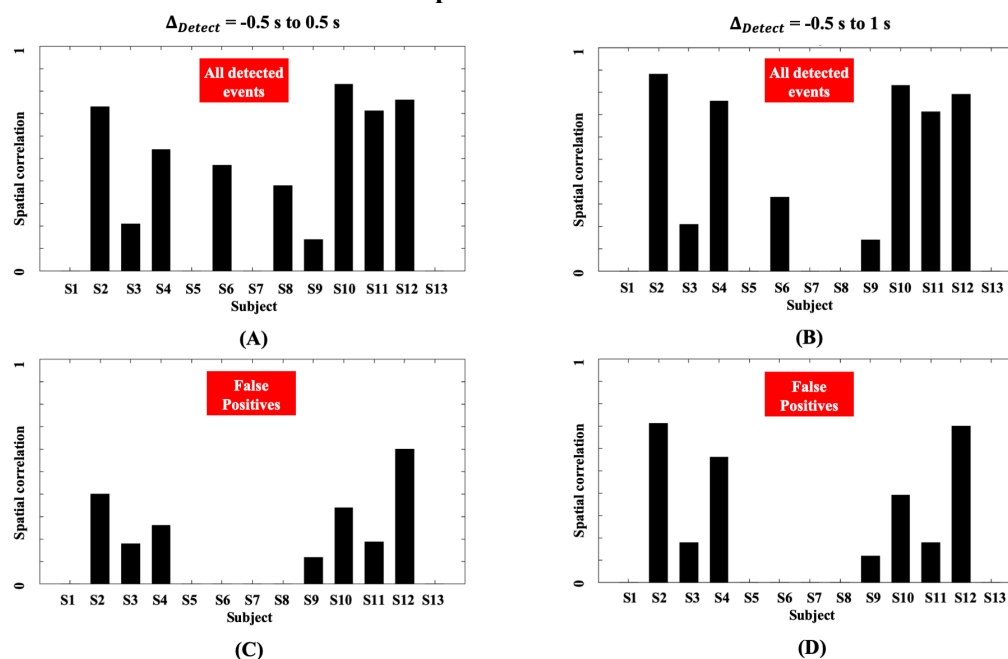 Δ_Detect = -0.5 s to 0.5 s
1
All detected
events
Spatial correlation
0
S1 S2 S3 S4 S5 S6 S7 S8 S9 S10 S11 S12 S13
Subject
(A)
Δ_Detect = -0.5 s to 1 s
1
All detected
events
Spatial correlation
0
S1 S2 S3 S4 S5 S6 S7 S8 S9 S10 S11 S12 S13
Subject
(B)
1
False
Positives
Spatial correlation
0
S1 S2 S3 S4 S5 S6 S7 S8 S9 S10 S11 S12 S13
Subject
(C)
1
False
Positives
Spatial correlation
0
S1 S2 S3 S4 S5 S6 S7 S8 S9 S10 S11 S12 S13
Subject
(D)